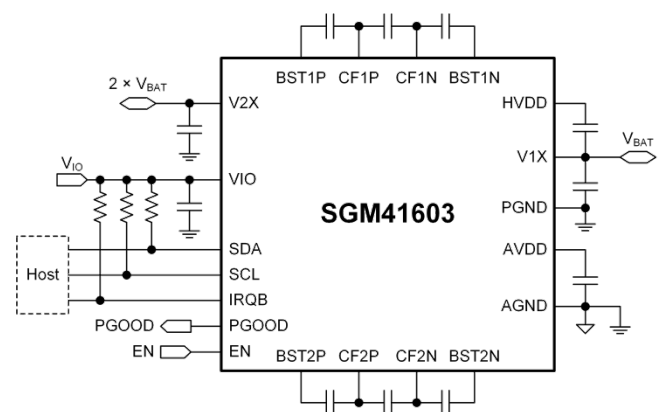 BST1P CF1P CF1N BST1N
2 × VBAT
V2X
HVDD
VBAT
V1X
VIO
VIO
PGND
SGM41603
SDA
AVDD
Host
SCL
IRQB
AGND
PGOOD
PGOOD
EN
EN
BST2P CF2P CF2N BST2N